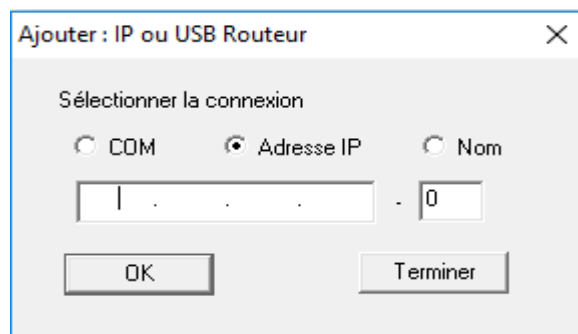 Ajouter : IP ou USB Routeur
Sélectionner la connexion
COM Adresse IP Nom
. . . - 0
OK Terminer